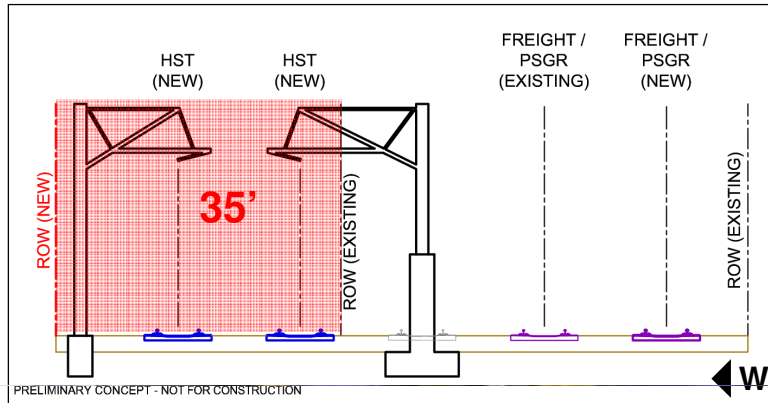 HST
(NEW)
HST
(NEW)
FREIGHT /
PSGR
(EXISTING)
FREIGHT /
PSGR
(NEW)
ROW (NEW)
35’
ROW (EXISTING)
ROW (EXISTING)
PRELIMINARY CONCEPT - NOT FOR CONSTRUCTION
W